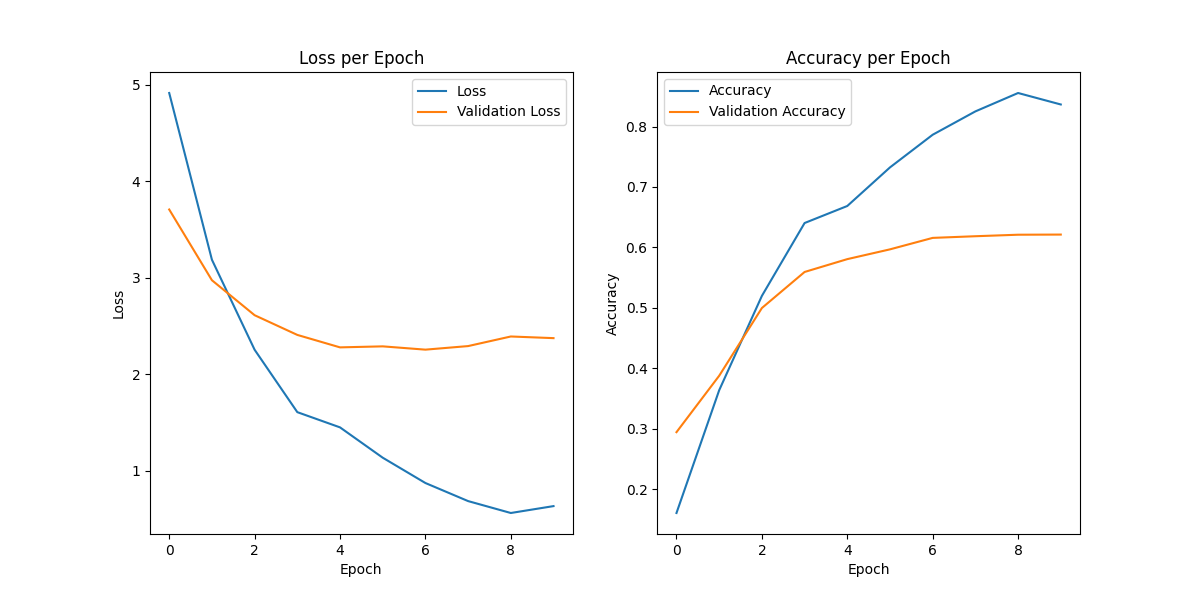 Loss per Epoch
Loss
Validation Loss
5
4
3
2
1
Loss
0 2 4 6 8
Epoch
Accuracy per Epoch
Accuracy
Validation Accuracy
0.8
0.7
0.6
0.5
0.4
0.3
0.2
Accuracy
0 2 4 6 8
Epoch